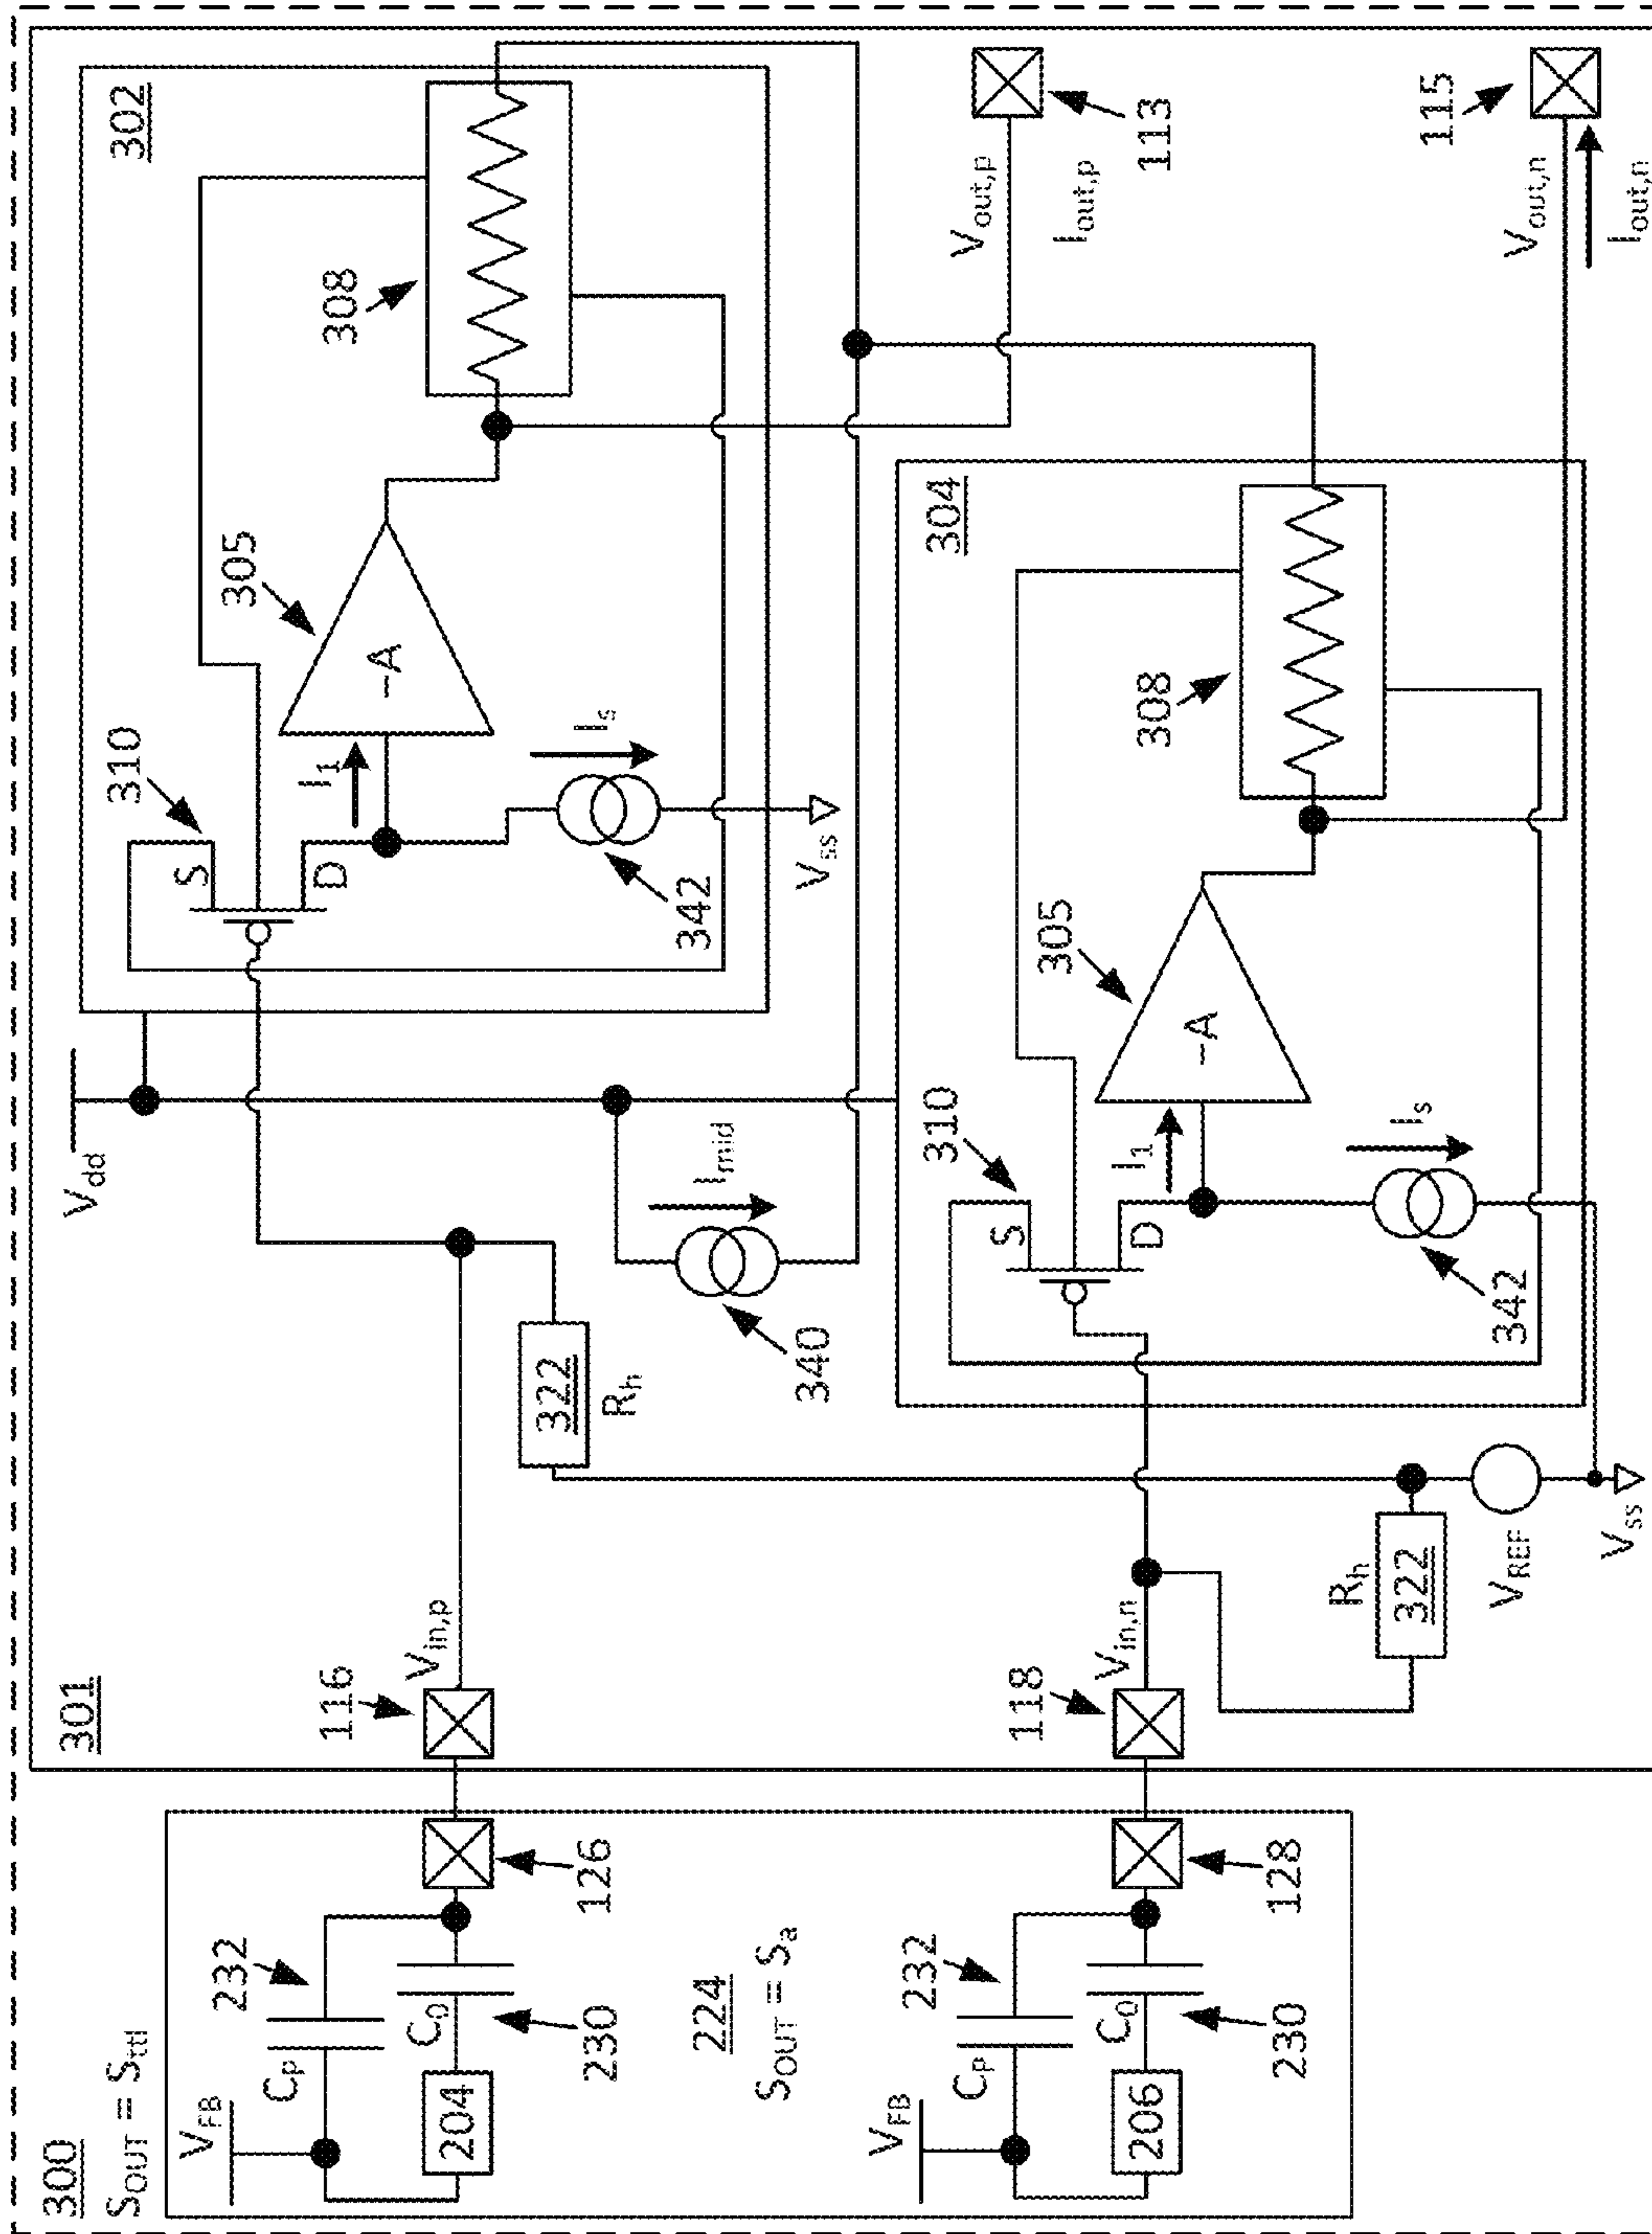 300
S_OUT = S_ttl
V_FB
C_P
232
204
C_0
230
126
224
S_OUT = S_a
V_FB
C_P
232
206
C_0
230
128
301
116
V_in,p
118
V_in,n
322
R_h
R_h
322
V_REF
V_ss
V_dd
340
I_mid
302
310
S
D
I_1
342
I_s
V_ss
305
–A
308
304
310
S
D
I_1
342
I_s
305
–A
308
V_out,p
I_out,p
113
115
V_out,n
I_out,n